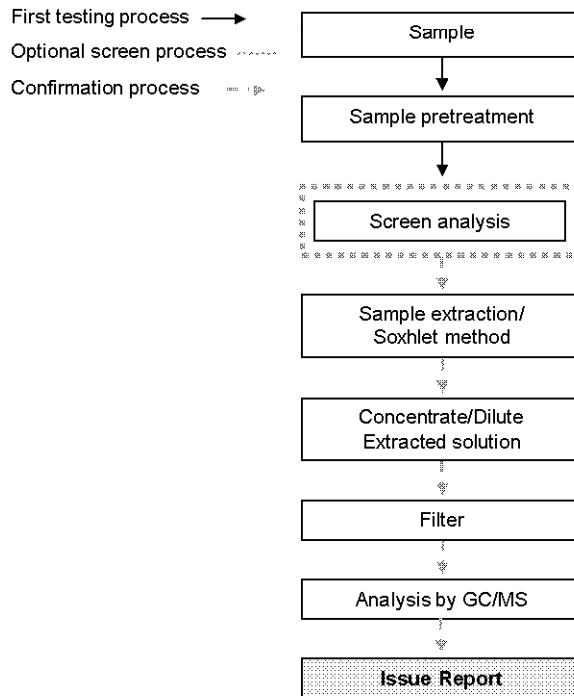 First testing process
Optional screen process
Confirmation process
Sample
Sample pretreatment
Screen analysis
Sample extraction/
Soxhlet method
Concentrate/Dilute
Extracted solution
Filter
Analysis by GC/MS
Issue Report